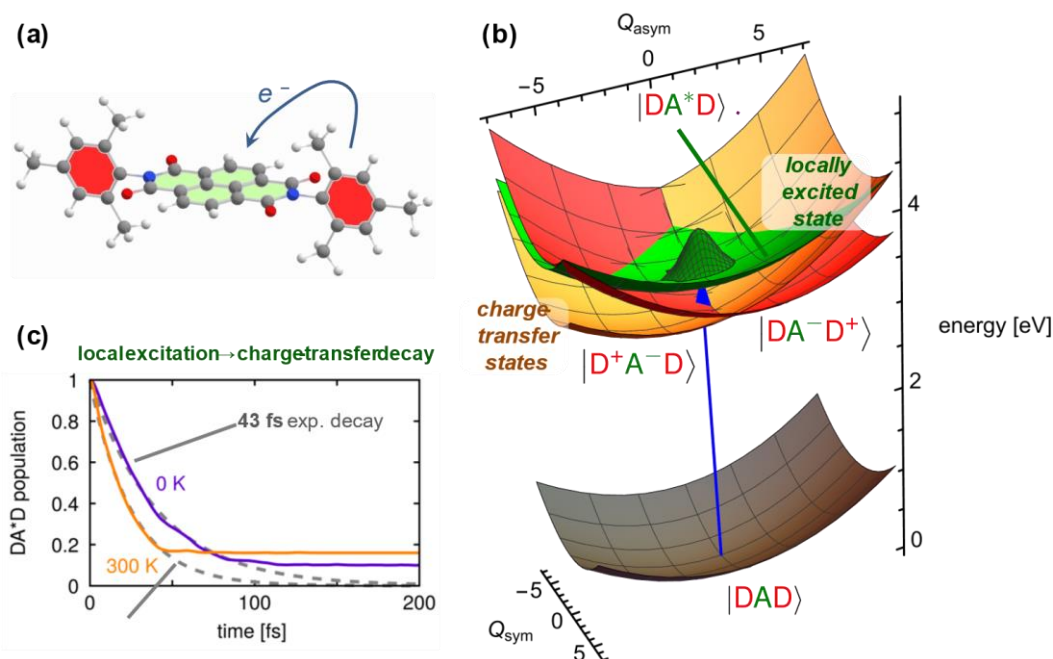 (a)
e⁻
(b)
Q_asym
-5
0
5
|DA*D⟩.
locally
excited
state
4
charge-
transfer
states
|D⁺A⁻D⟩
|DA⁻D⁺⟩
energy [eV]
2
0
|DAD⟩
-5
0
5
Q_sym
(c)
localexcitation→charge-transferdecay
DA*D population
1
0.8
0.6
0.4
0.2
0
43 fs exp. decay
0 K
300 K
0
100
200
time [fs]